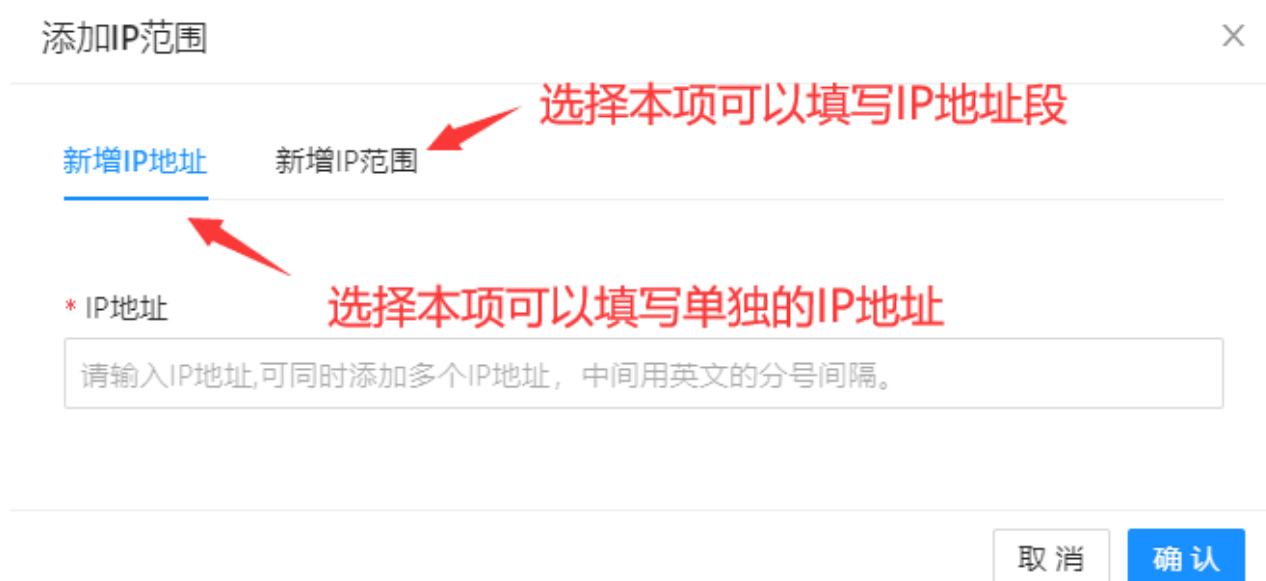 添加IP范围
选择本项可以填写IP地址段
新增IP地址 新增IP范围
* IP地址
选择本项可以填写单独的IP地址
请输入IP地址,可同时添加多个IP地址，中间用英文的分号间隔。
取 消 确 认